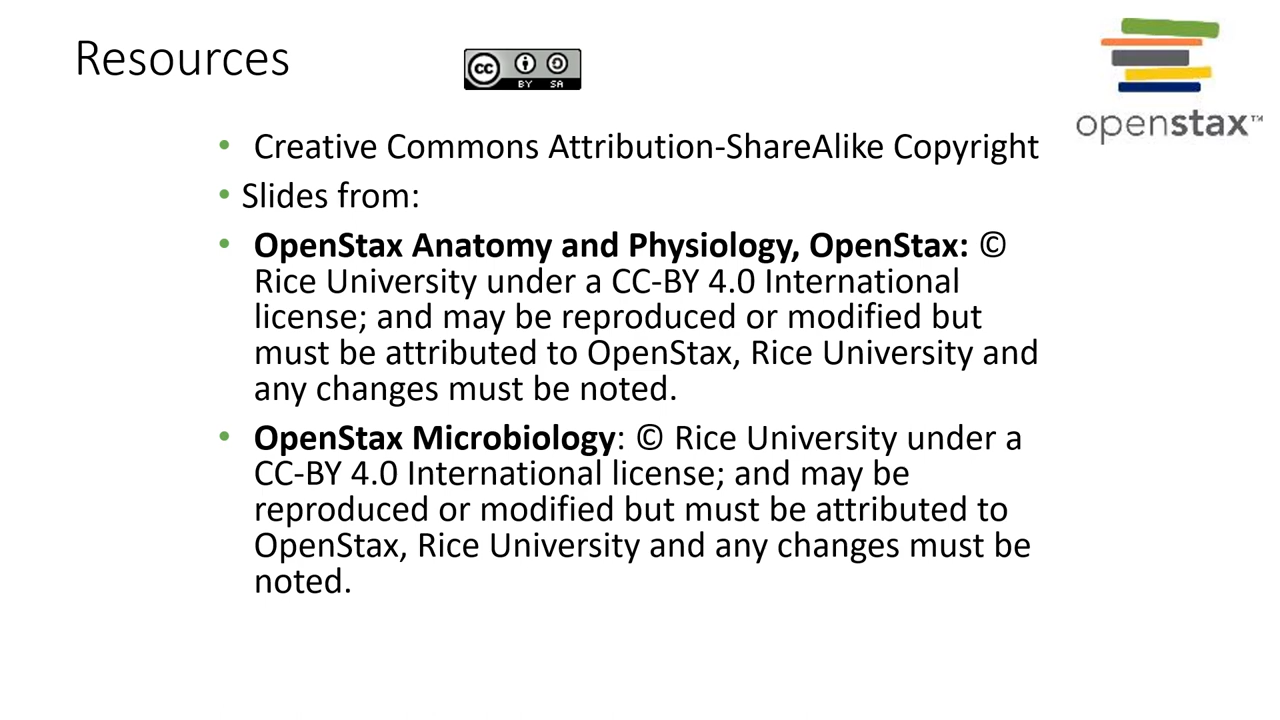 Resources
cc
BY SA
openstax™
• Creative Commons Attribution-ShareAlike Copyright
• Slides from:
• OpenStax Anatomy and Physiology, OpenStax: ©
Rice University under a CC-BY 4.0 International
license; and may be reproduced or modified but
must be attributed to OpenStax, Rice University and
any changes must be noted.
• OpenStax Microbiology: © Rice University under a
CC-BY 4.0 International license; and may be
reproduced or modified but must be attributed to
OpenStax, Rice University and any changes must be
noted.